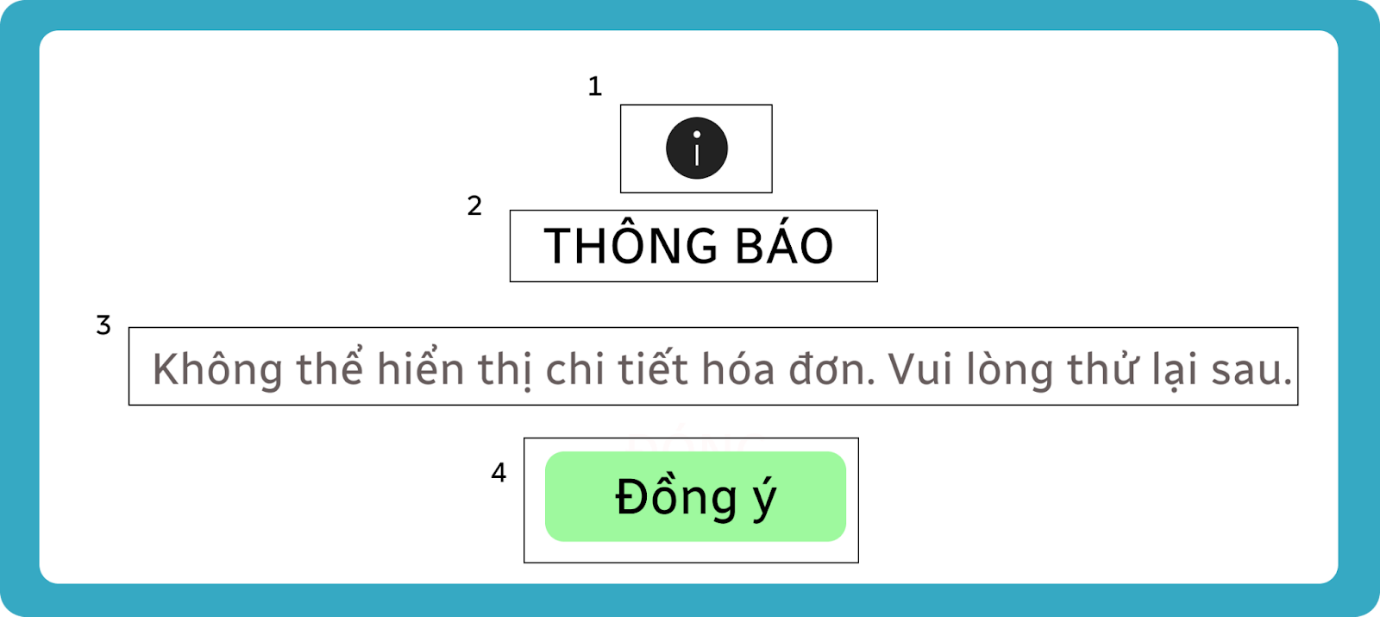 1
i
2
THÔNG BÁO
3
Không thể hiển thị chi tiết hóa đơn. Vui lòng thử lại sau.
4
Đồng ý